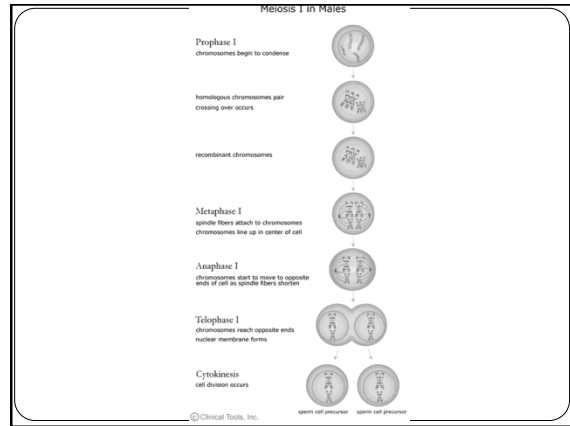 Meiosis I in Males
Prophase I
chromosomes begin to condense
homologous chromosomes pair
crossing over occurs
recombinant chromosomes
Metaphase I
spindle fibers attach to chromosomes
chromosomes line up in center of cell
Anaphase I
chromosomes start to move to opposite
ends of cell as spindle fibers shorten
Telophase I
chromosomes reach opposite ends
nuclear membrane forms
Cytokinesis
cell division occurs
sperm cell precursor sperm cell precursor
© Clinical Tools, Inc.